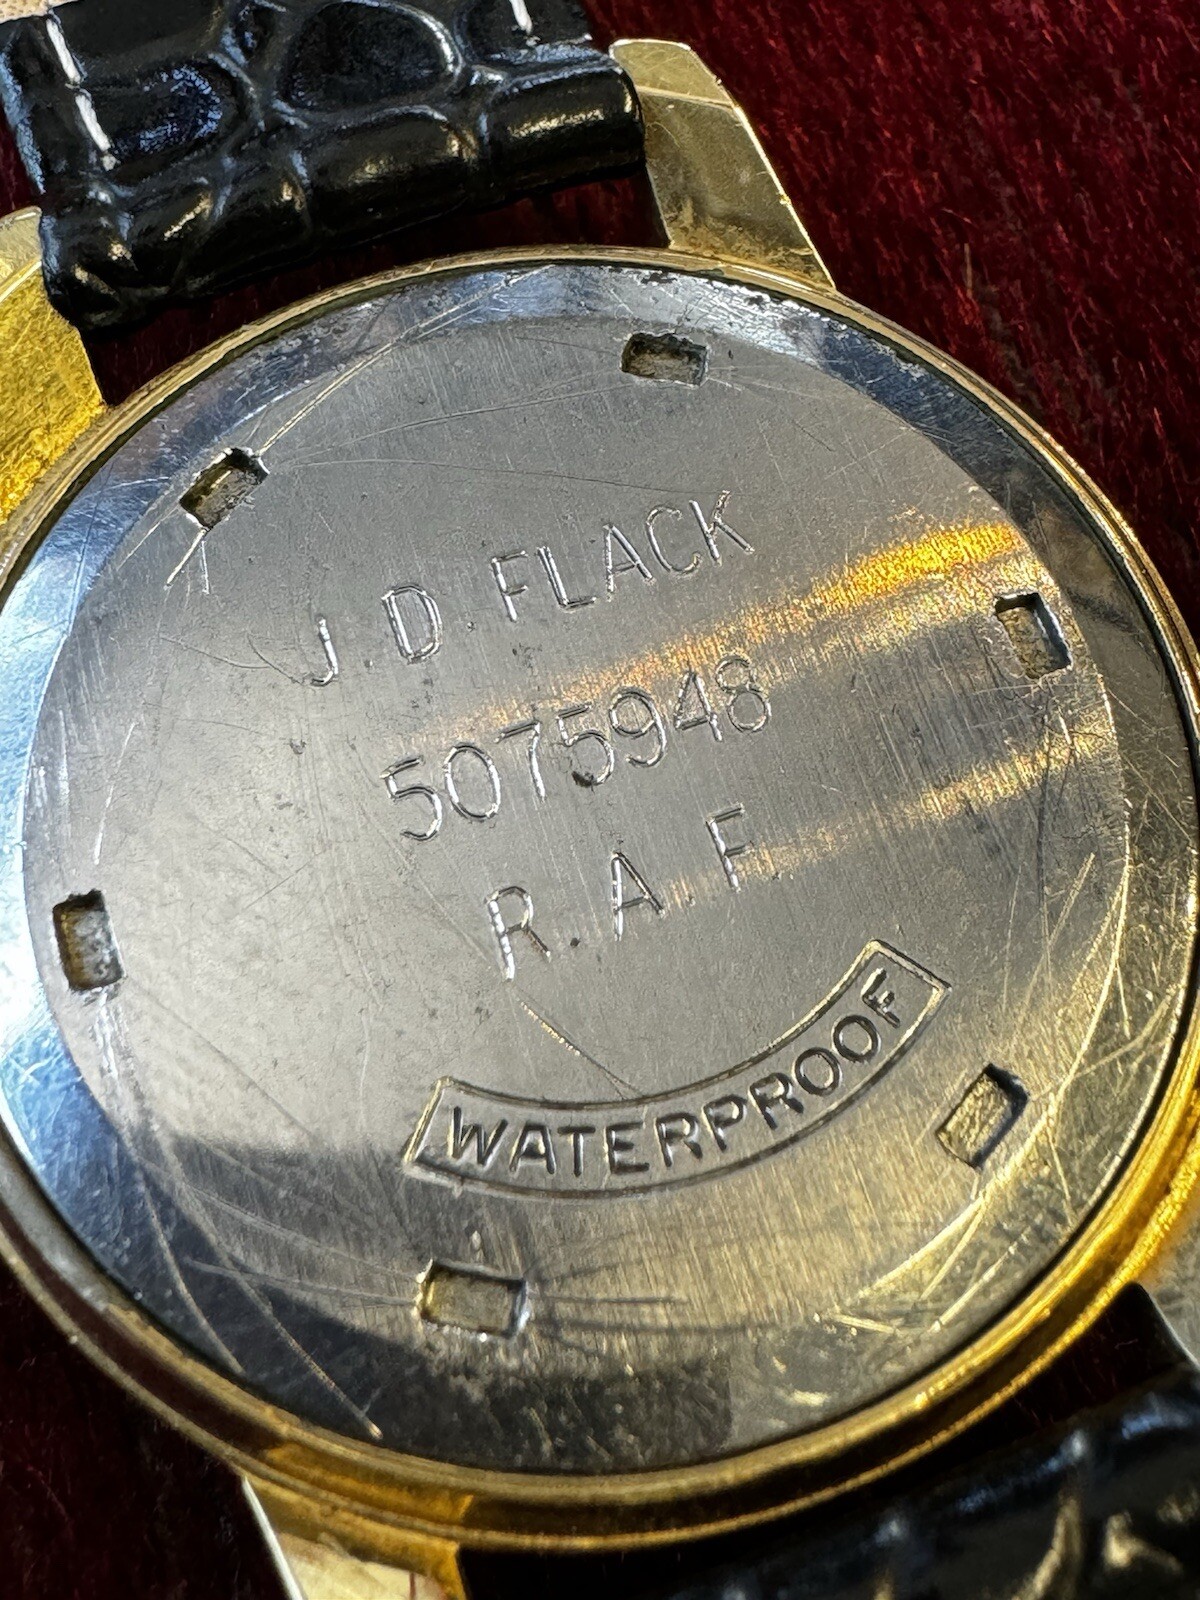 J. D. FLACK
5075948
R. A. F.
WATERPROOF